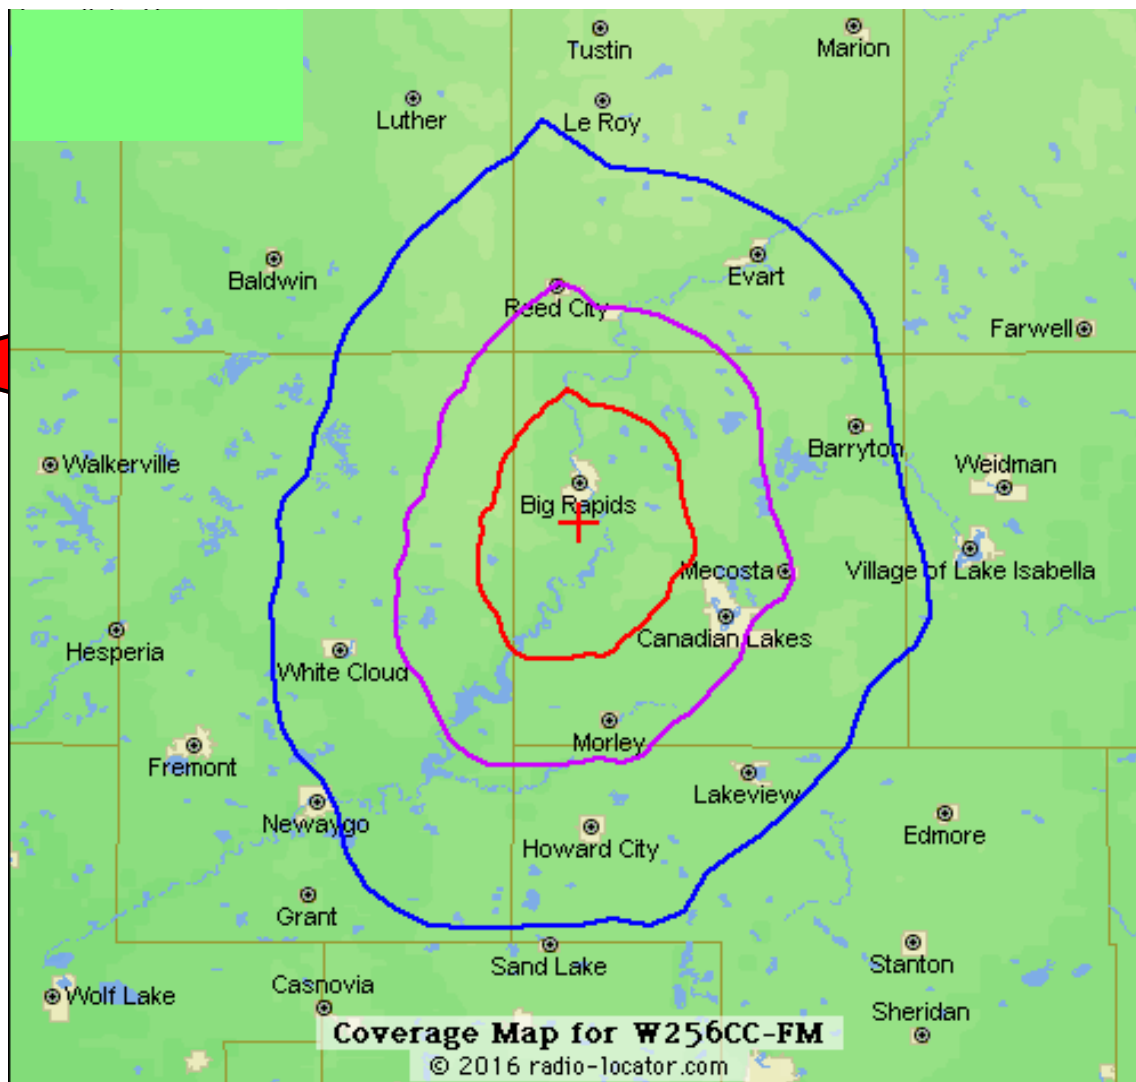 Tustin
Marion
Luther
Le Roy
Baldwin
Evart
Reed City
Farwell
Barryton
Walkerville
Weidman
Big Rapids
Mecosta
Village of Lake Isabella
Hesperia
Canadian Lakes
White Cloud
Morley
Fremont
Lakeview
Newaygo
Howard City
Edmore
Grant
Sand Lake
Stanton
Casnovia
Wolf Lake
Sheridan
Coverage Map for W256CC-FM
© 2016 radio-locator.com